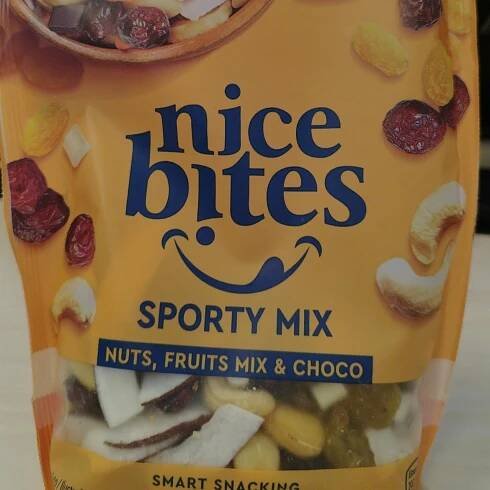 nice
bites
SPORTY MIX
NUTS, FRUITS MIX & CHOCO
SMART SNACKING